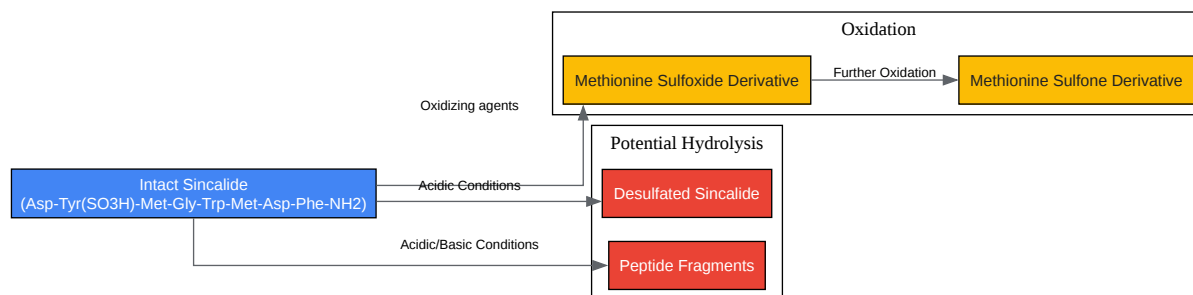 Oxidation
Methionine Sulfoxide Derivative
Further Oxidation
Methionine Sulfone Derivative
Oxidizing agents
Potential Hydrolysis
Intact Sincalide
(Asp-Tyr(SO3H)-Met-Gly-Trp-Met-Asp-Phe-NH2)
Acidic Conditions
Desulfated Sincalide
Acidic/Basic Conditions
Peptide Fragments